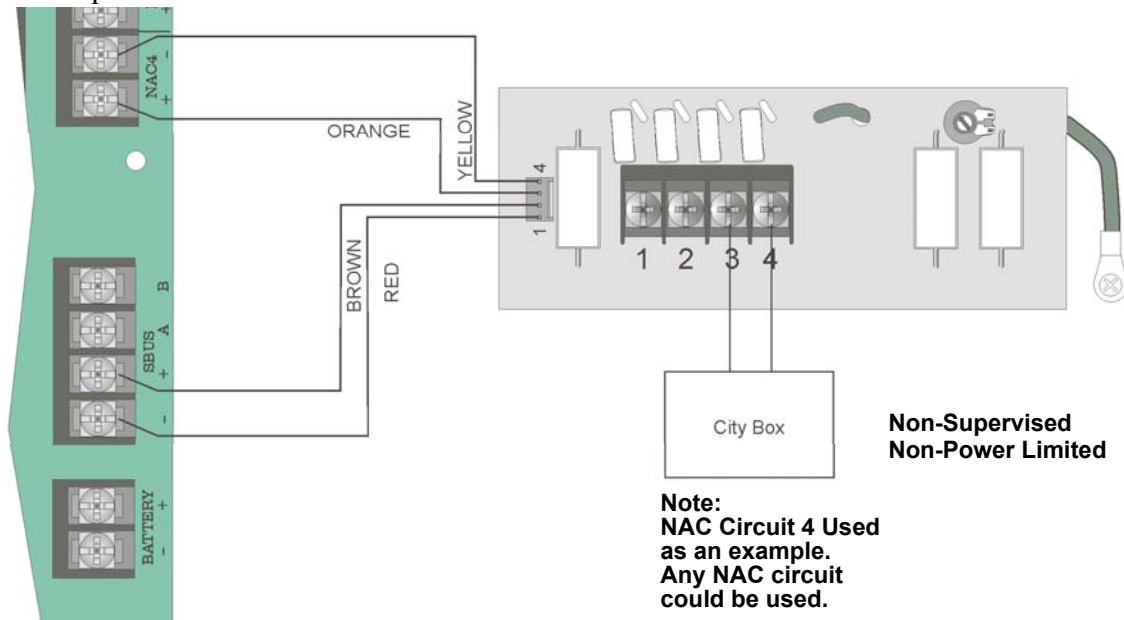 +
-
NAC4
+
ORANGE
YELLOW
4
1
BROWN
RED
B
A
SBUS
+
-
BATTERY
+
-
1 2 3 4
City Box
Non-Supervised
Non-Power Limited
Note:
NAC Circuit 4 Used
as an example.
Any NAC circuit
could be used.